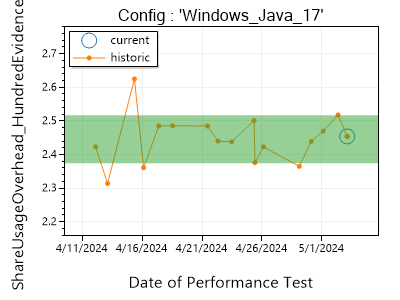 Config : 'Windows_Java_17'
ShareUsageOverhead_HundredEvidence
current
historic
2.7
2.6
2.5
2.4
2.3
2.2
4/11/2024
4/16/2024
4/21/2024
4/26/2024
5/1/2024
Date of Performance Test